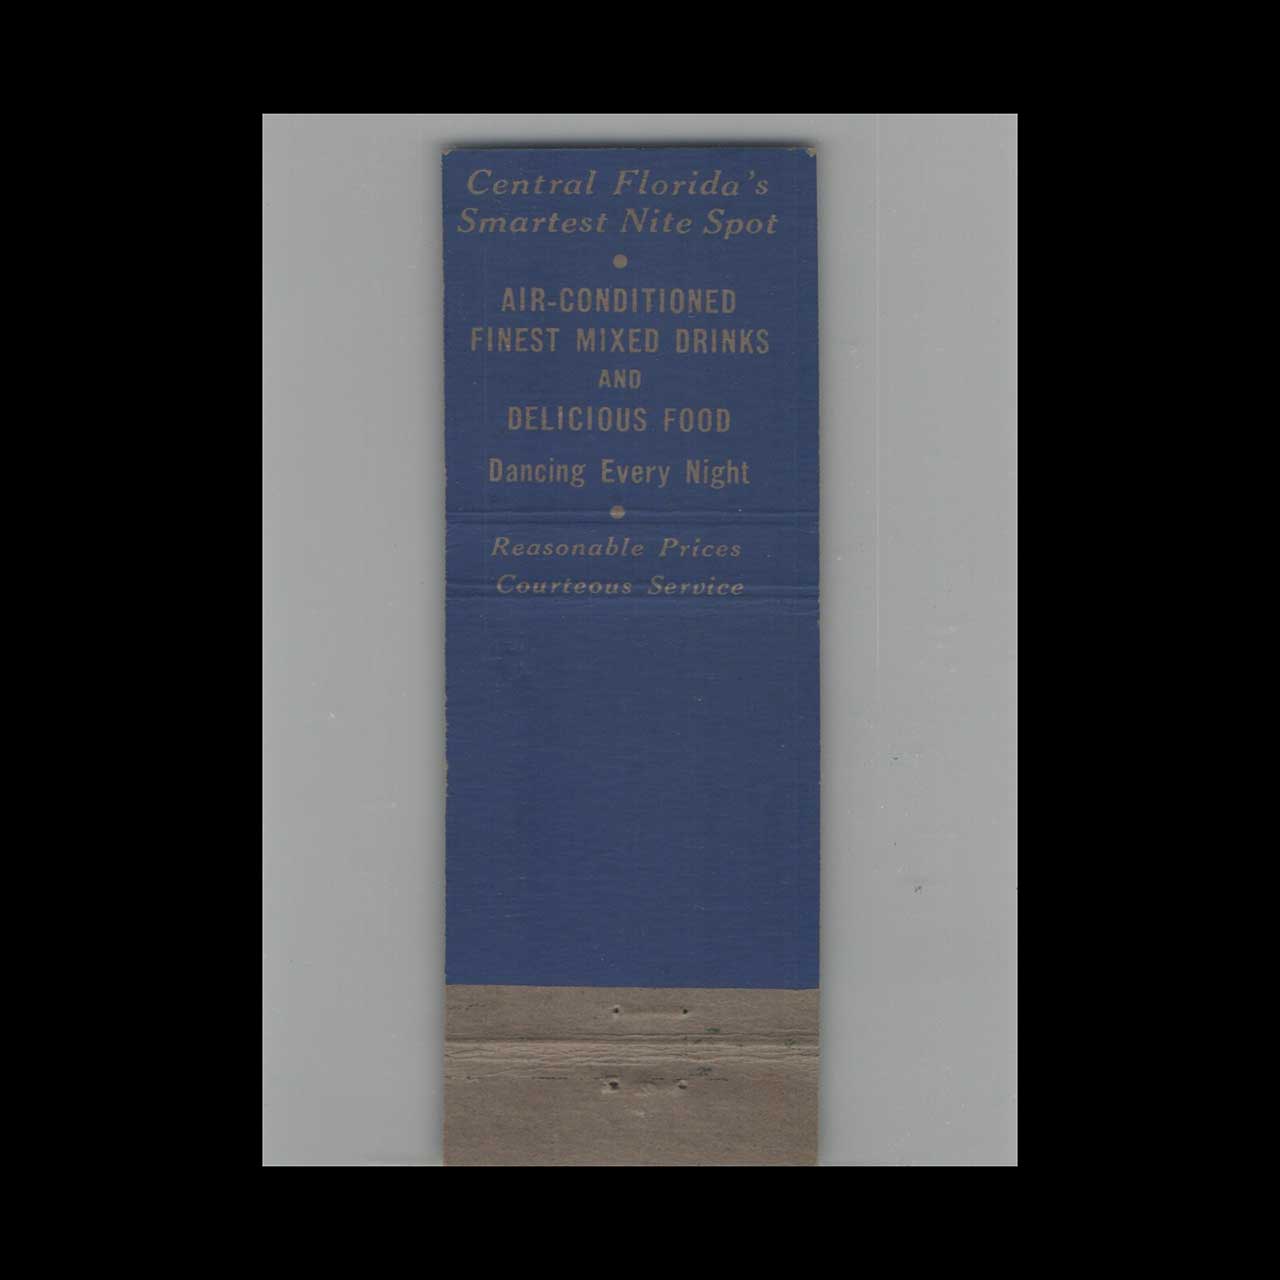 Central Florida's
Smartest Nite Spot
AIR-CONDITIONED
FINEST MIXED DRINKS
AND
DELICIOUS FOOD
Dancing Every Night
Reasonable Prices
Courteous Service